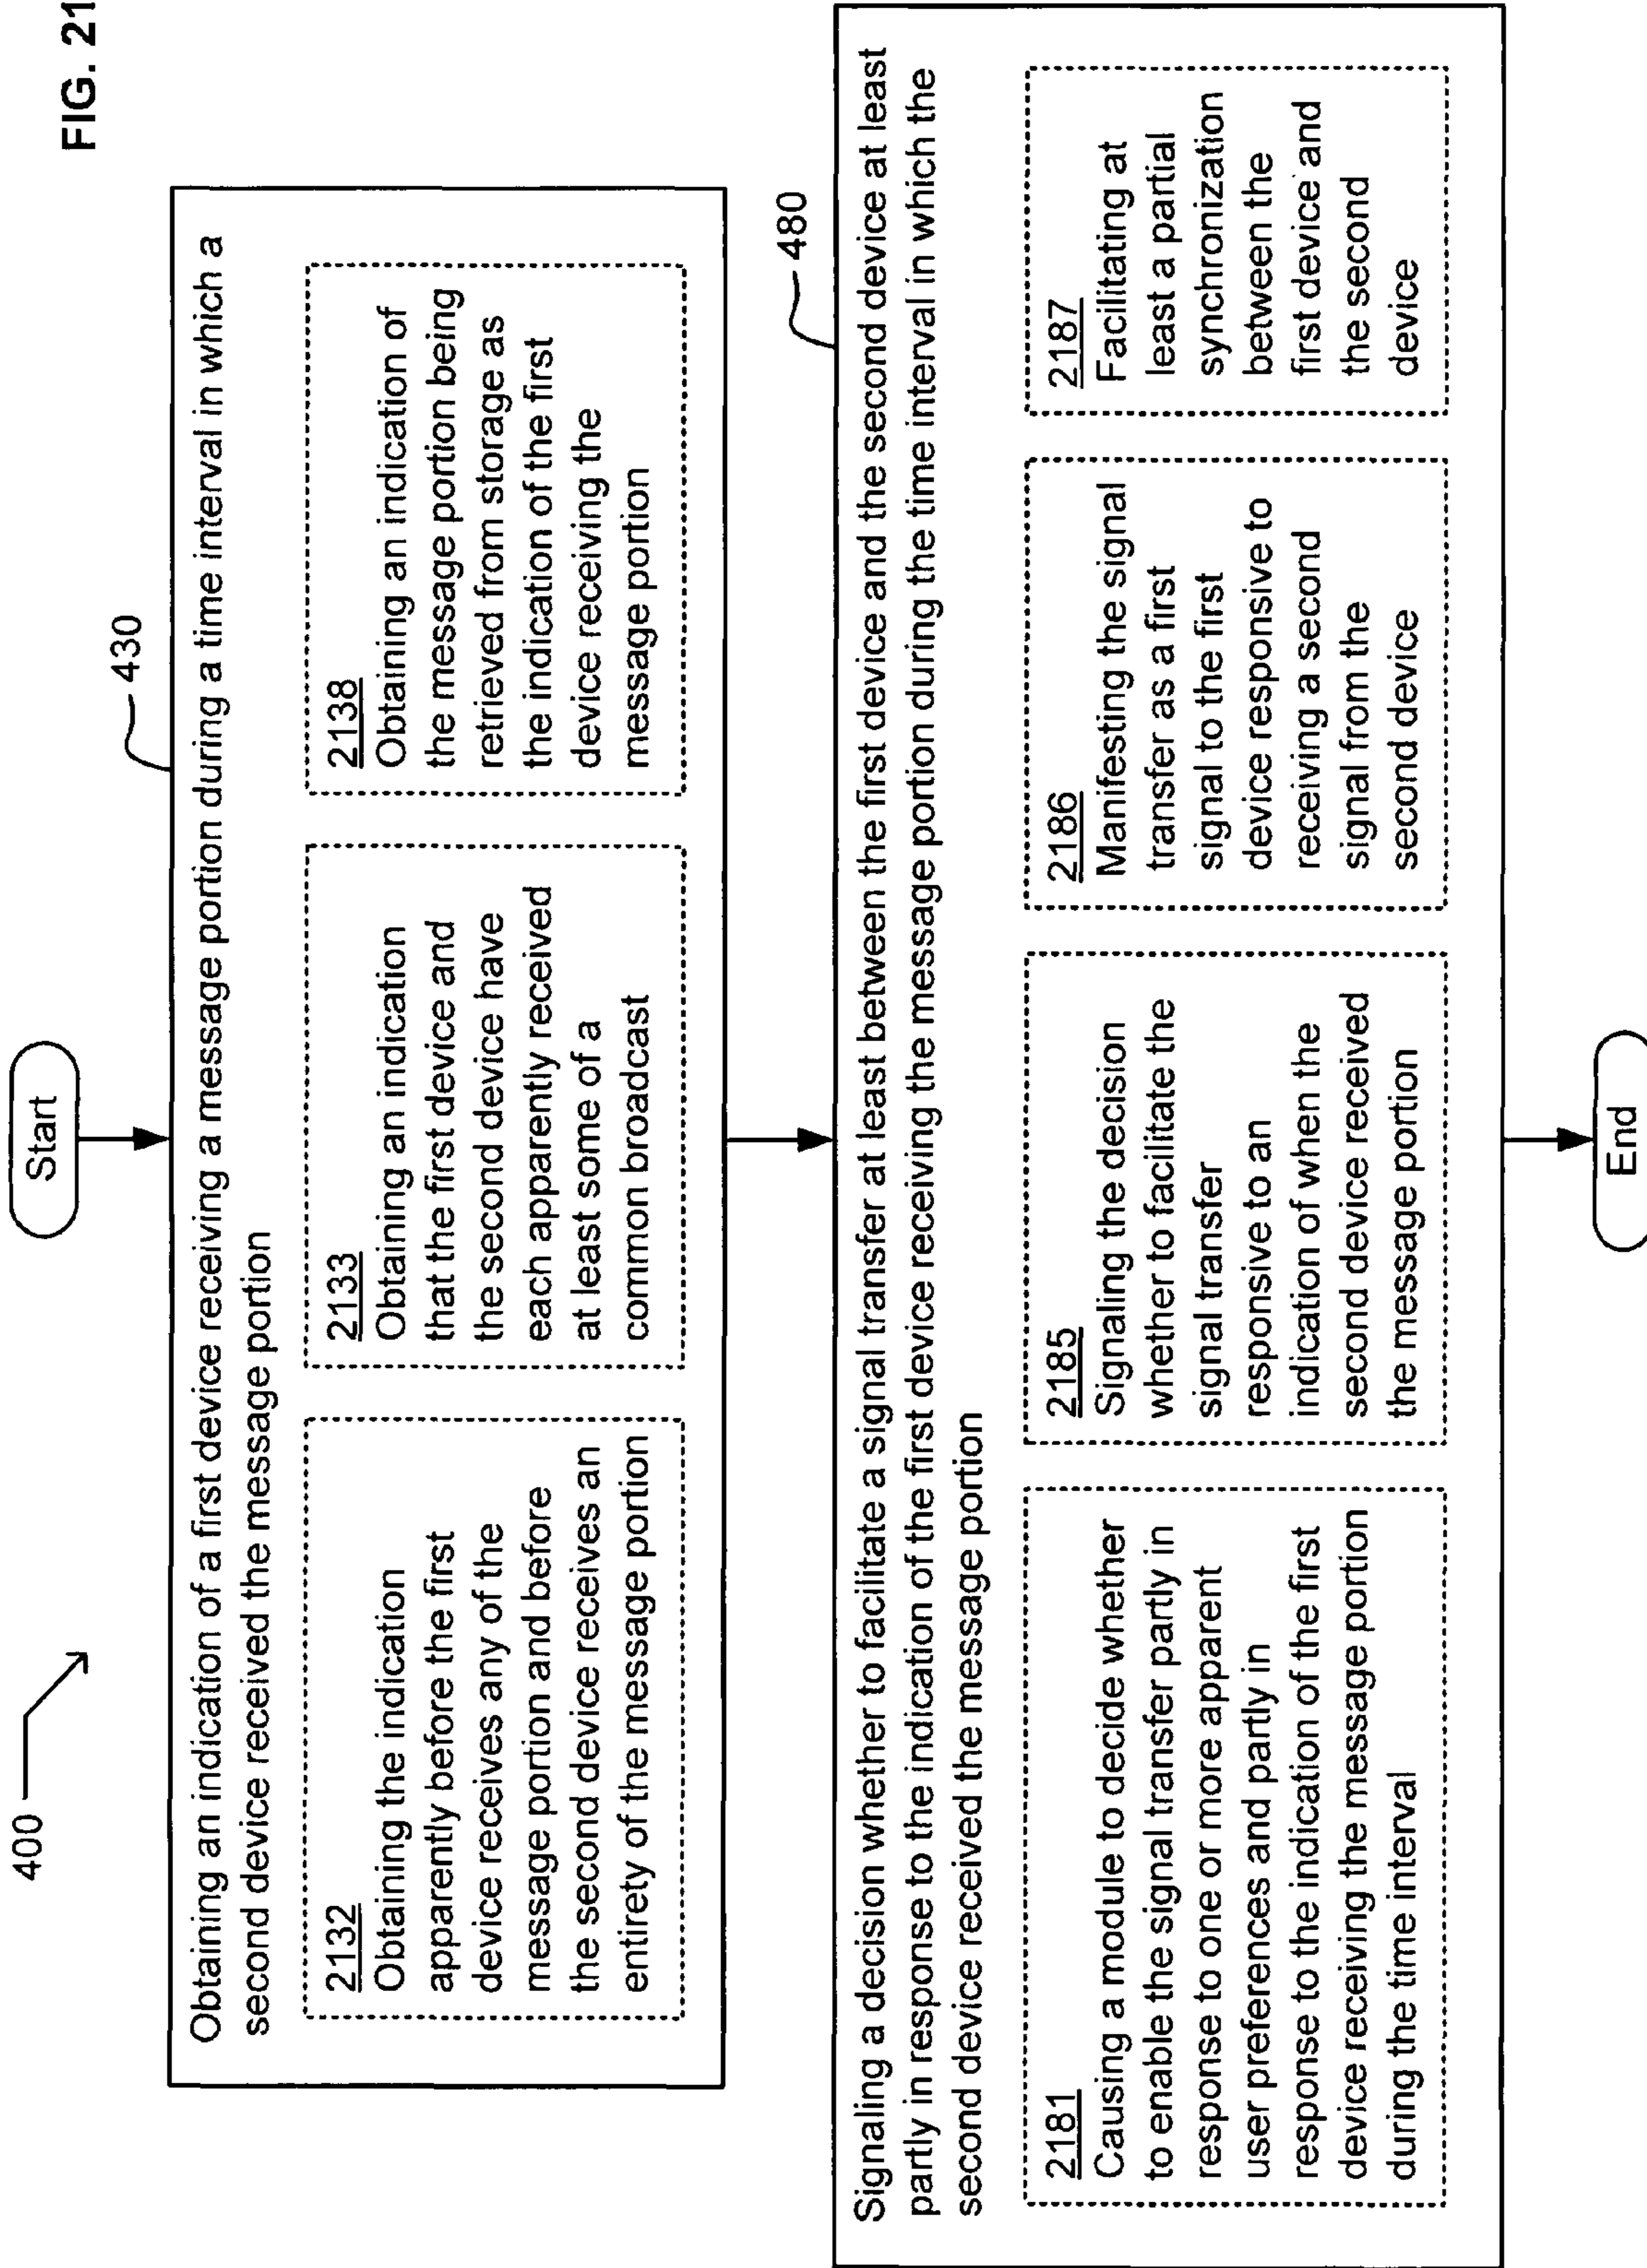 FIG. 21
400
Start
430
Obtaining an indication of a first device receiving a message portion during a time interval in which a
second device received the message portion
2132
Obtaining the indication
apparently before the first
device receives any of the
message portion and before
the second device receives an
entirety of the message portion
2133
Obtaining an indication
that the first device and
the second device have
each apparently received
at least some of a
common broadcast
2138
Obtaining an indication of
the message portion being
retrieved from storage as
the indication of the first
device receiving the
message portion
480
Signaling a decision whether to facilitate a signal transfer at least between the first device and the second device at least
partly in response to the indication of the first device receiving the message portion during the time interval in which the
second device received the message portion
2181
Causing a module to decide whether
to enable the signal transfer partly in
response to one or more apparent
user preferences and partly in
response to the indication of the first
device receiving the message portion
during the time interval
2185
Signaling the decision
whether to facilitate the
signal transfer
responsive to an
indication of when the
second device received
the message portion
2186
Manifesting the signal
transfer as a first
signal to the first
device responsive to
receiving a second
signal from the
second device
2187
Facilitating at
least a partial
synchronization
between the
first device and
the second
device
End